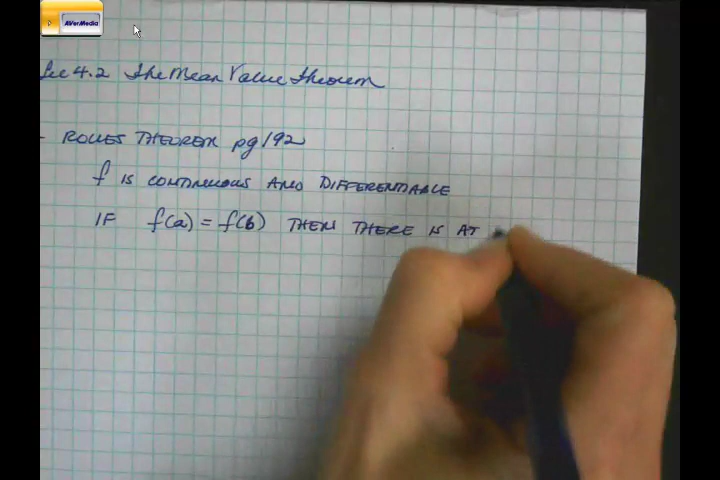 AVerMedia
Sec 4.2 The Mean Value Theorem
- ROLLES THEOREM pg 192
f IS CONTINUOUS AND DIFFERENTIABLE
IF f(a) = f(b) THEN THERE IS AT